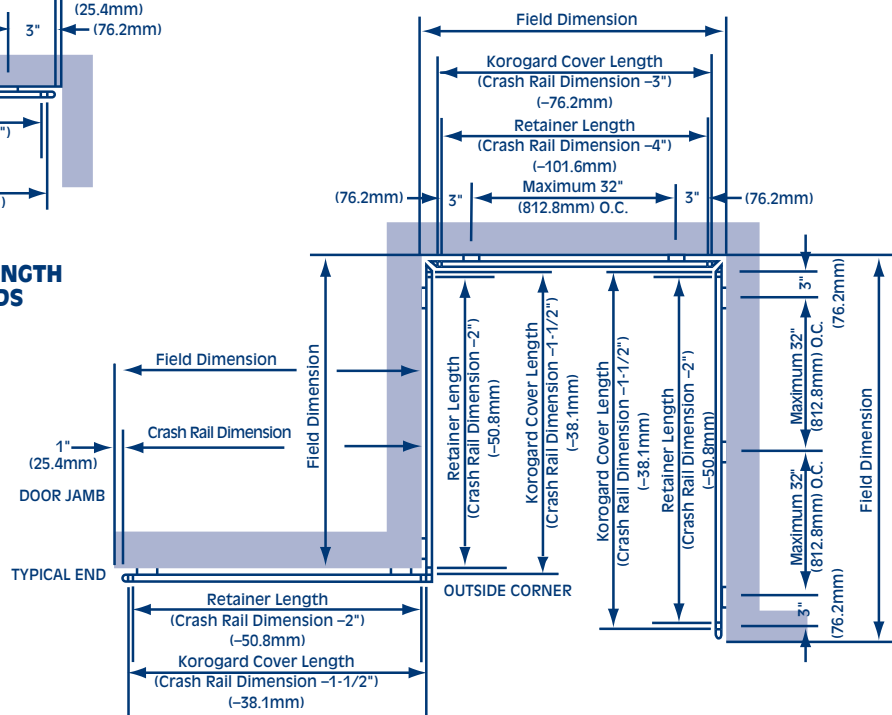 (25.4mm)
3"
(76.2mm)
")
)
NGTH
DS
Field Dimension
Korogard Cover Length
(Crash Rail Dimension –3")
(–76.2mm)
Retainer Length
(Crash Rail Dimension –4")
(–101.6mm)
(76.2mm)
3"
Maximum 32"
(812.8mm) O.C.
3"
(76.2mm)
Field Dimension
Crash Rail Dimension
1"
(25.4mm)
DOOR JAMB
TYPICAL END
Field Dimension
Retainer Length
(Crash Rail Dimension –2")
(–50.8mm)
Korogard Cover Length
(Crash Rail Dimension –1-1/2")
(–38.1mm)
Korogard Cover Length
(Crash Rail Dimension –1-1/2")
(–38.1mm)
Retainer Length
(Crash Rail Dimension –2")
(–50.8mm)
3"
(76.2mm)
Maximum 32"
(812.8mm) O.C.
Maximum 32"
(812.8mm) O.C.
3"
(76.2mm)
Field Dimension
OUTSIDE CORNER
Retainer Length
(Crash Rail Dimension –2")
(–50.8mm)
Korogard Cover Length
(Crash Rail Dimension –1-1/2")
(–38.1mm)